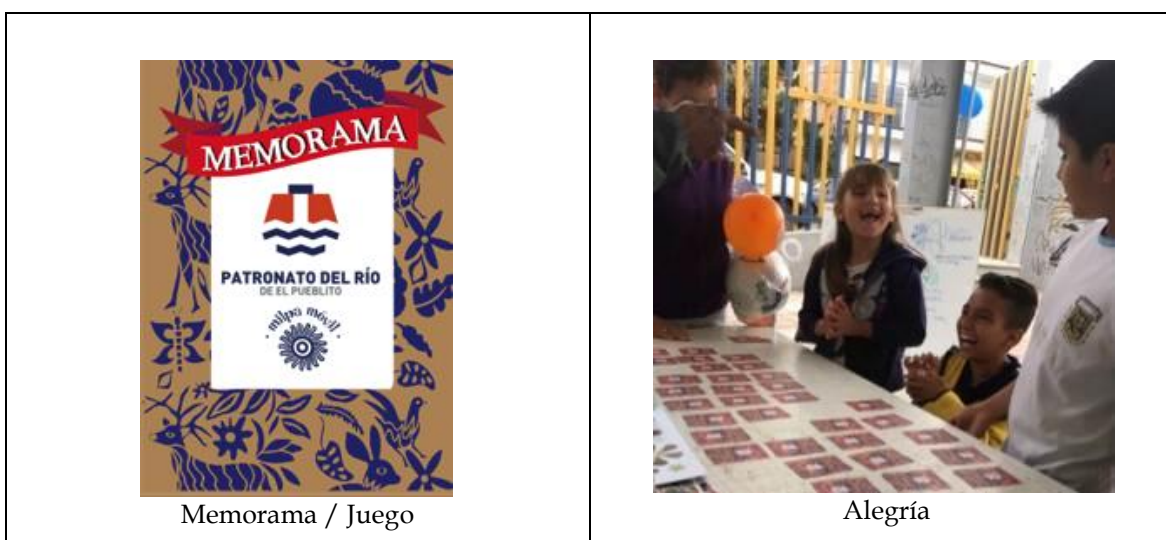 MEMORAMA
PATRONATO DEL RÍO
DE EL PUEBLITO
· milpa móvil ·
Memorama / Juego
Alegría